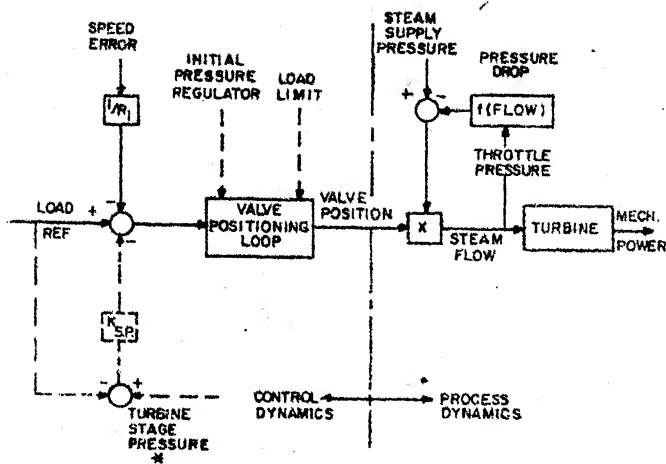 SPEED
ERROR
1/R1
INITIAL
PRESSURE
REGULATOR
LOAD
LIMIT
STEAM
SUPPLY
PRESSURE
PRESSURE
DROP
+
-
f(FLOW)
THROTTLE
PRESSURE
LOAD
REF
+
-
-
VALVE
POSITIONING
LOOP
VALVE
POSITION
X
STEAM
FLOW
TURBINE
MECH.
POWER
KS.P.
-
+
TURBINE
STAGE
PRESSURE
*
CONTROL
DYNAMICS
PROCESS
DYNAMICS